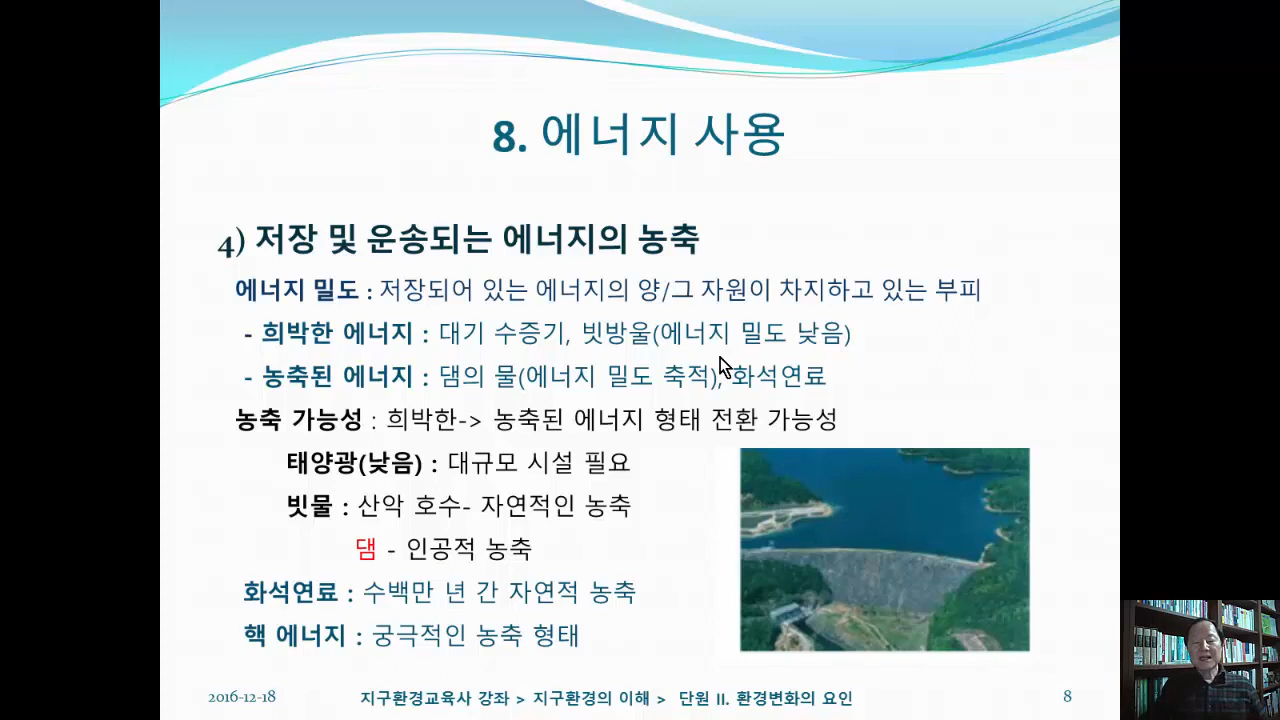 8. 에너지 사용
4) 저장 및 운송되는 에너지의 농축
에너지 밀도 : 저장되어 있는 에너지의 양/그 자원이 차지하고 있는 부피
- 희박한 에너지 : 대기 수증기, 빗방울(에너지 밀도 낮음)
- 농축된 에너지 : 댐의 물(에너지 밀도 축적), 화석연료
농축 가능성 : 희박한-> 농축된 에너지 형태 전환 가능성
태양광(낮음) : 대규모 시설 필요
빗물 : 산악 호수- 자연적인 농축
댐 - 인공적 농축
화석연료 : 수백만 년 간 자연적 농축
핵 에너지 : 궁극적인 농축 형태
2016-12-18 지구환경교육사 강좌 > 지구환경의 이해 > 단원 II. 환경변화의 요인 8